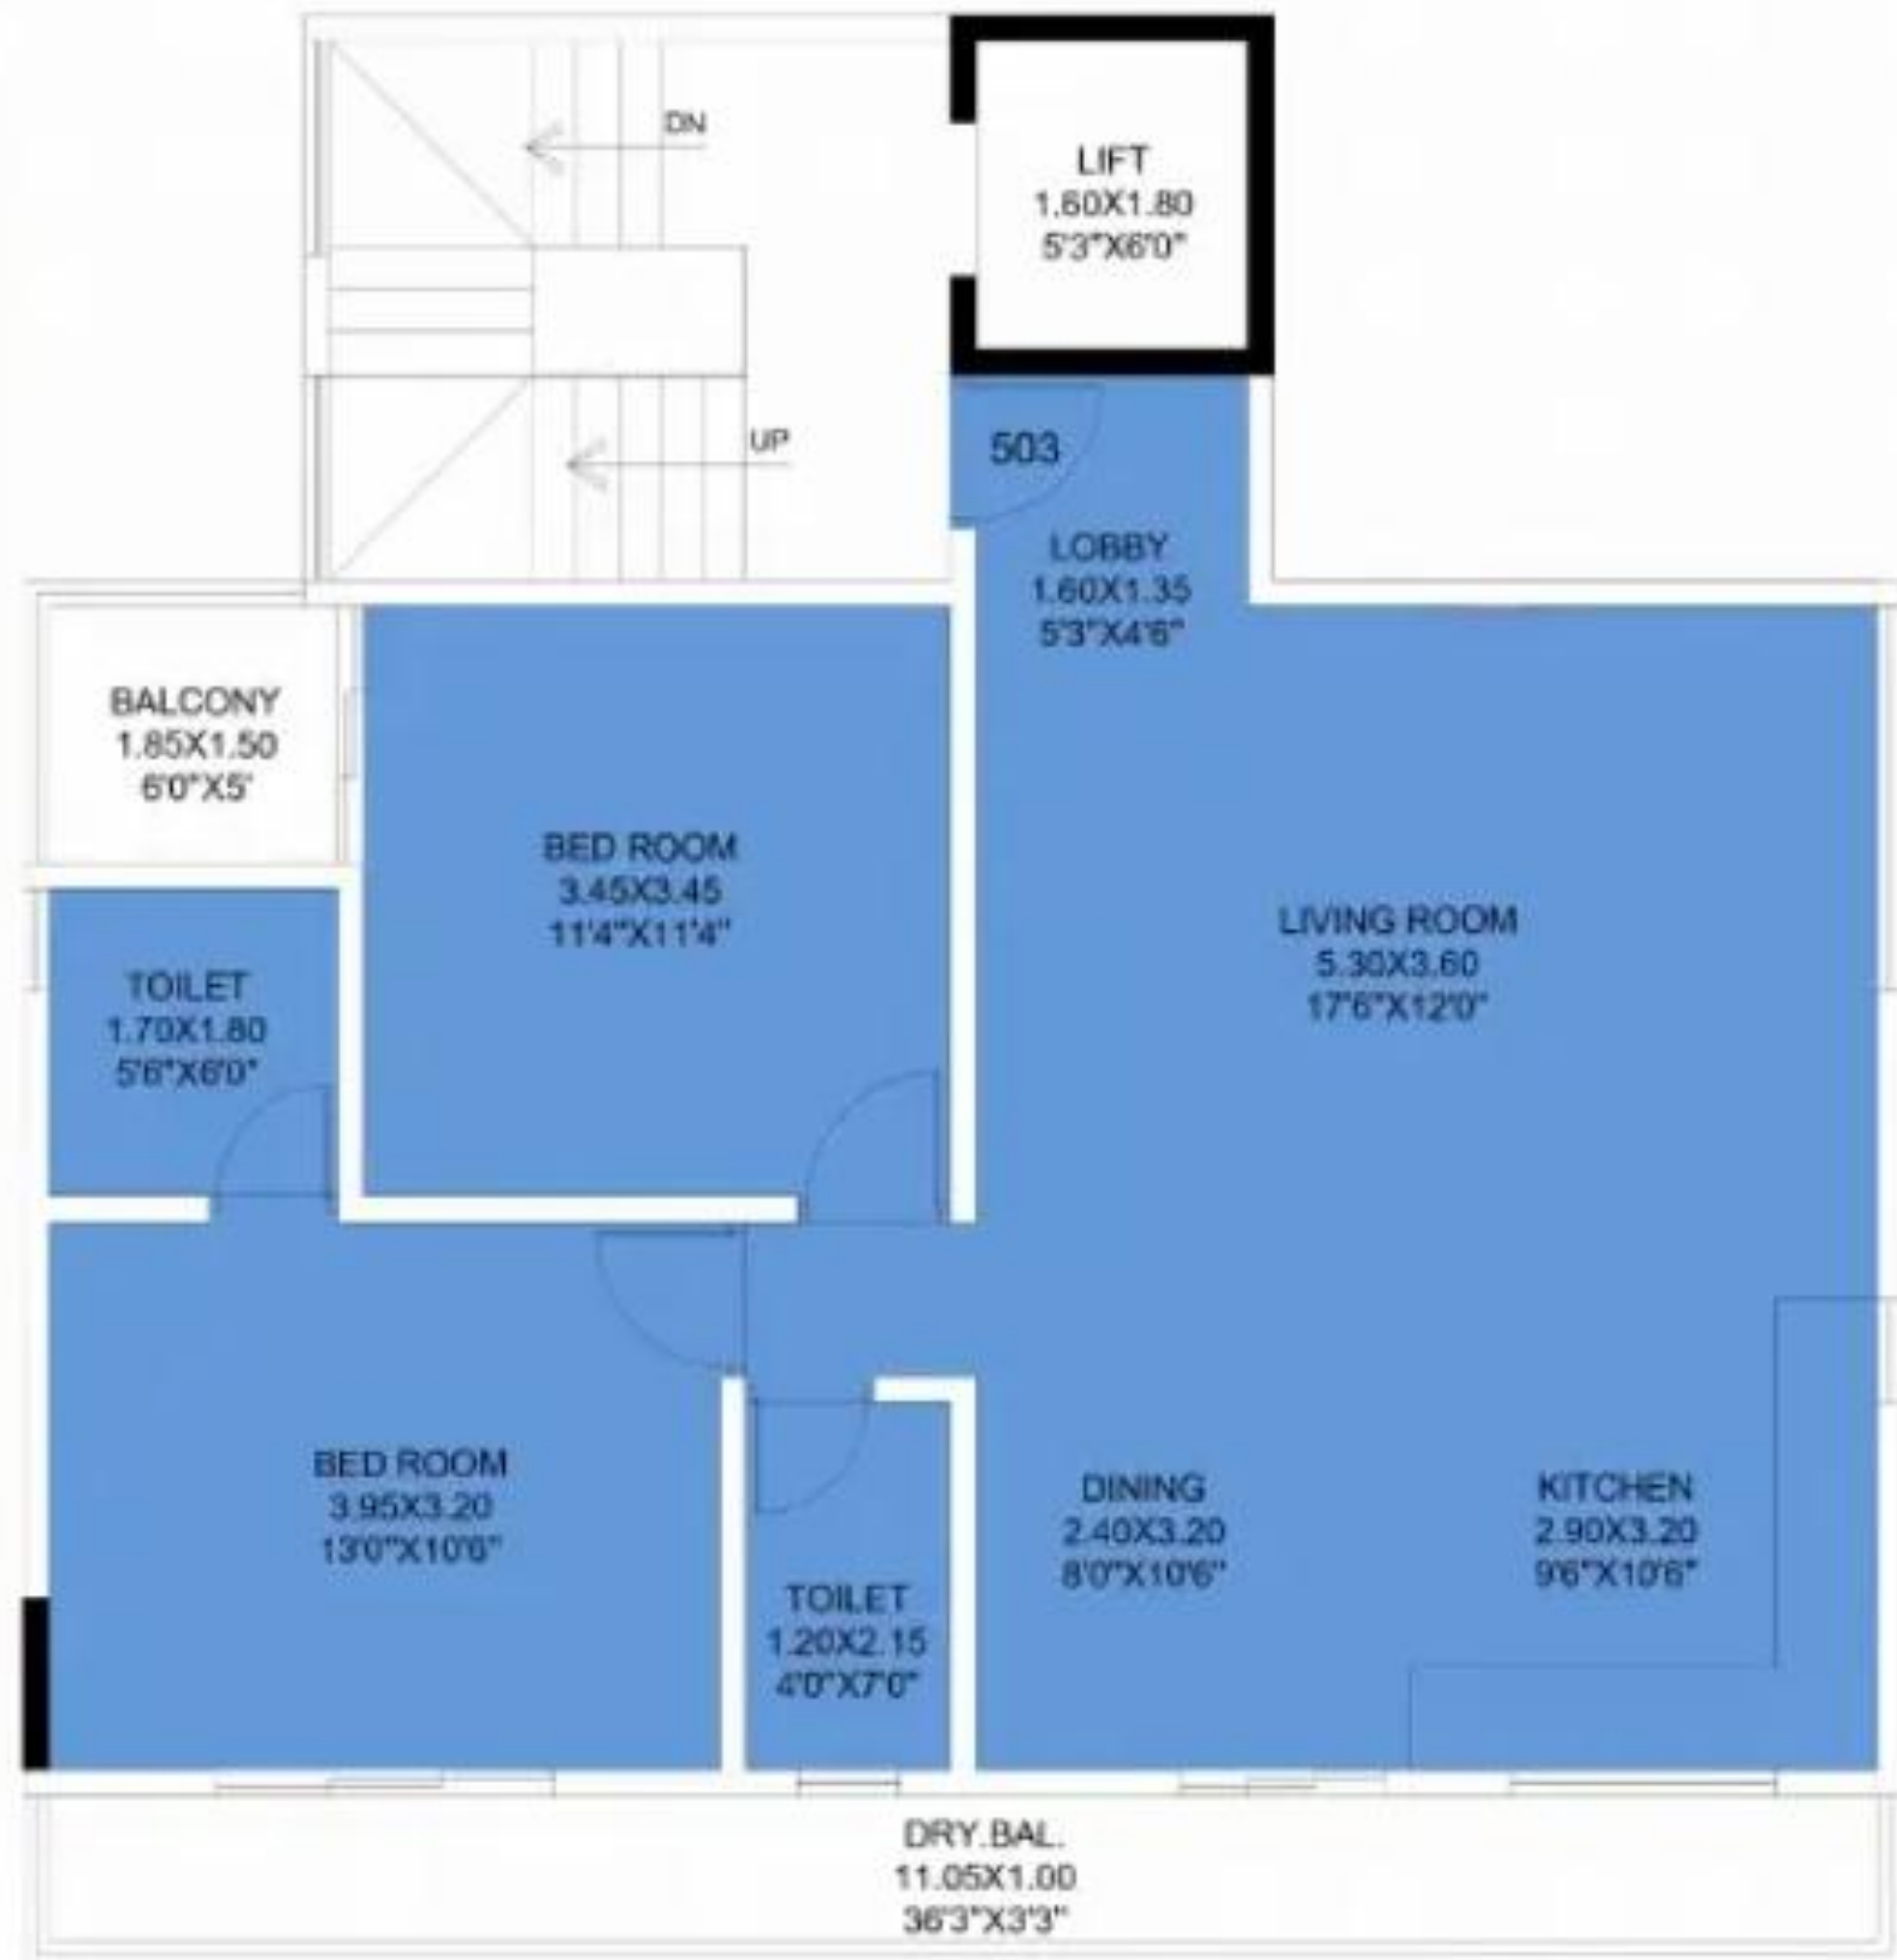 DN
LIFT
1.60X1.80
5'3"X6'0"
UP
503
LOBBY
1.60X1.35
5'3"X4'6"
BALCONY
1.85X1.50
6'0"X5'
BED ROOM
3.45X3.45
11'4"X11'4"
LIVING ROOM
5.30X3.60
17'6"X12'0"
TOILET
1.70X1.80
5'6"X6'0"
BED ROOM
3.95X3.20
13'0"X10'6"
DINING
2.40X3.20
8'0"X10'6"
KITCHEN
2.90X3.20
9'6"X10'6"
TOILET
1.20X2.15
4'0"X7'0"
DRY.BAL.
11.05X1.00
36'3"X3'3"